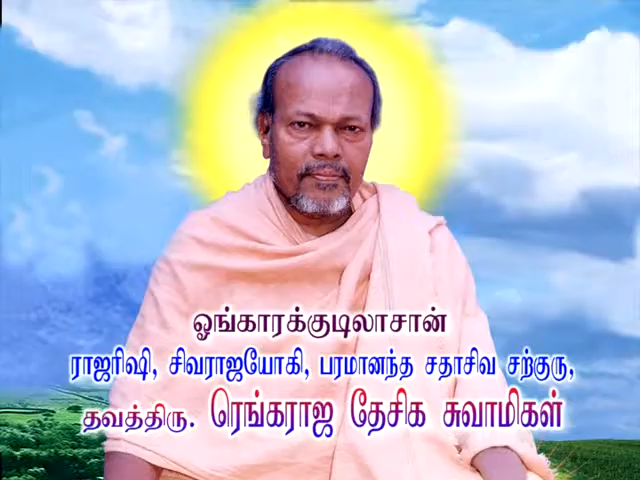 ஓங்காரக்குடிலாசான்
ராஜரிஷி, சிவராஜயோகி, பரமானந்த சதாசிவ சற்குரு,
தவத்திரு. ரெங்கராஜ தேசிக சுவாமிகள்